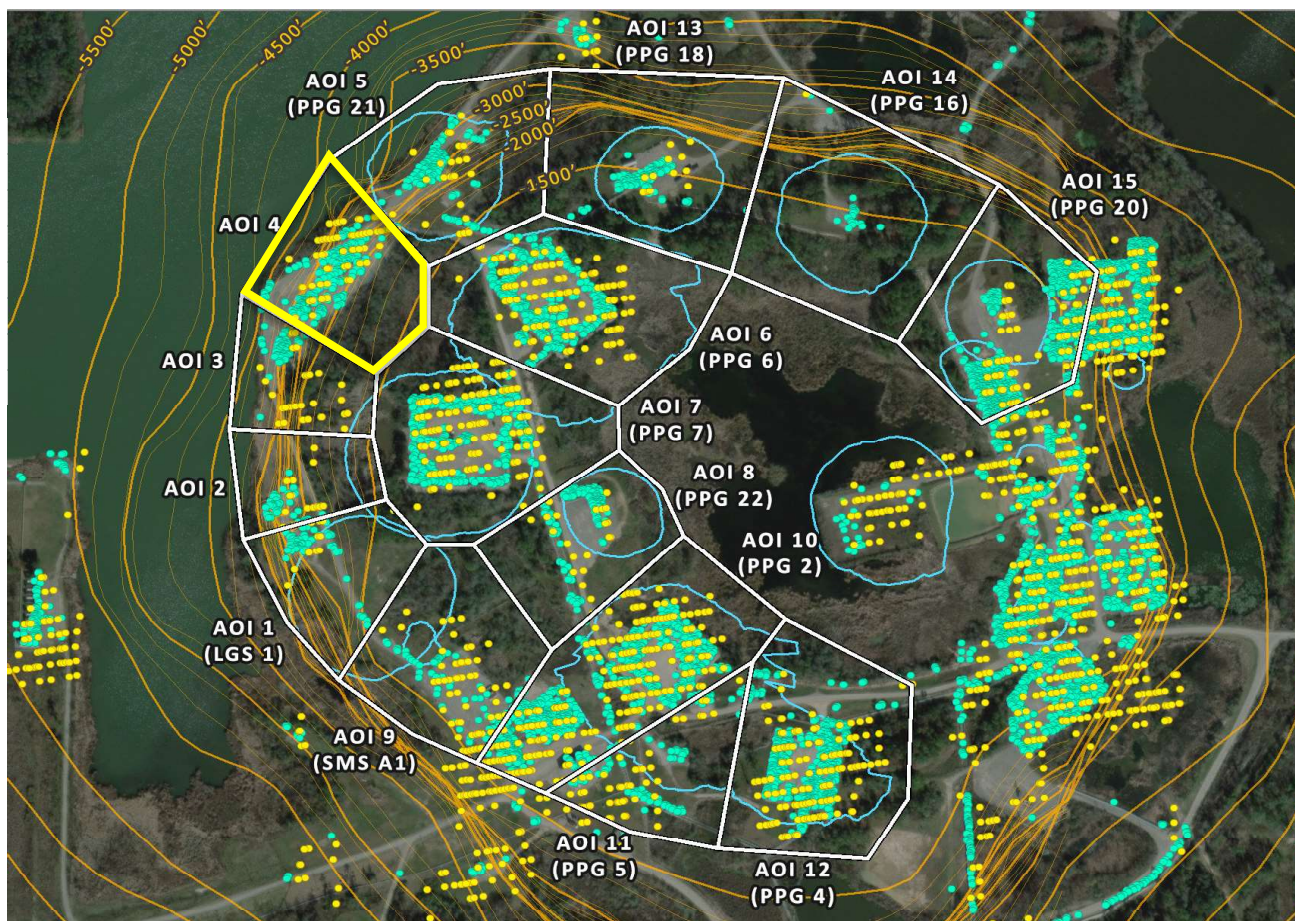 -5500'
-5000'
-4500'
-4000'
-3500'
-3000'
-2500'
-2000'
-1500'
AOI 13
(PPG 18)
AOI 14
(PPG 16)
AOI 5
(PPG 21)
AOI 15
(PPG 20)
AOI 4
AOI 3
AOI 6
(PPG 6)
AOI 7
(PPG 7)
AOI 2
AOI 8
(PPG 22)
AOI 10
(PPG 2)
AOI 1
(LGS 1)
AOI 9
(SMS A1)
AOI 11
(PPG 5)
AOI 12
(PPG 4)